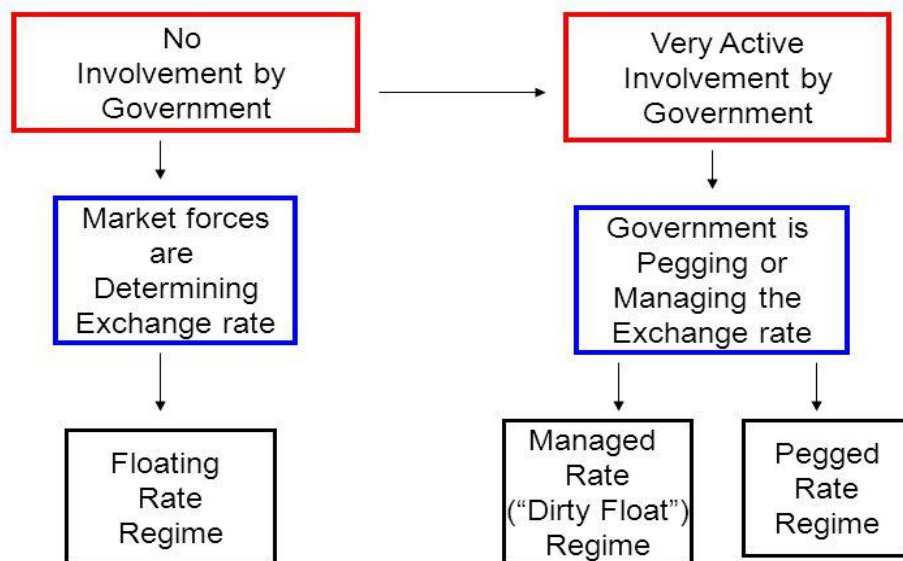 No
Involvement by
Government
Very Active
Involvement by
Government
Market forces
are
Determining
Exchange rate
Government is
Pegging or
Managing the
Exchange rate
Floating
Rate
Regime
Managed
Rate
(“Dirty Float”)
Regime
Pegged
Rate
Regime